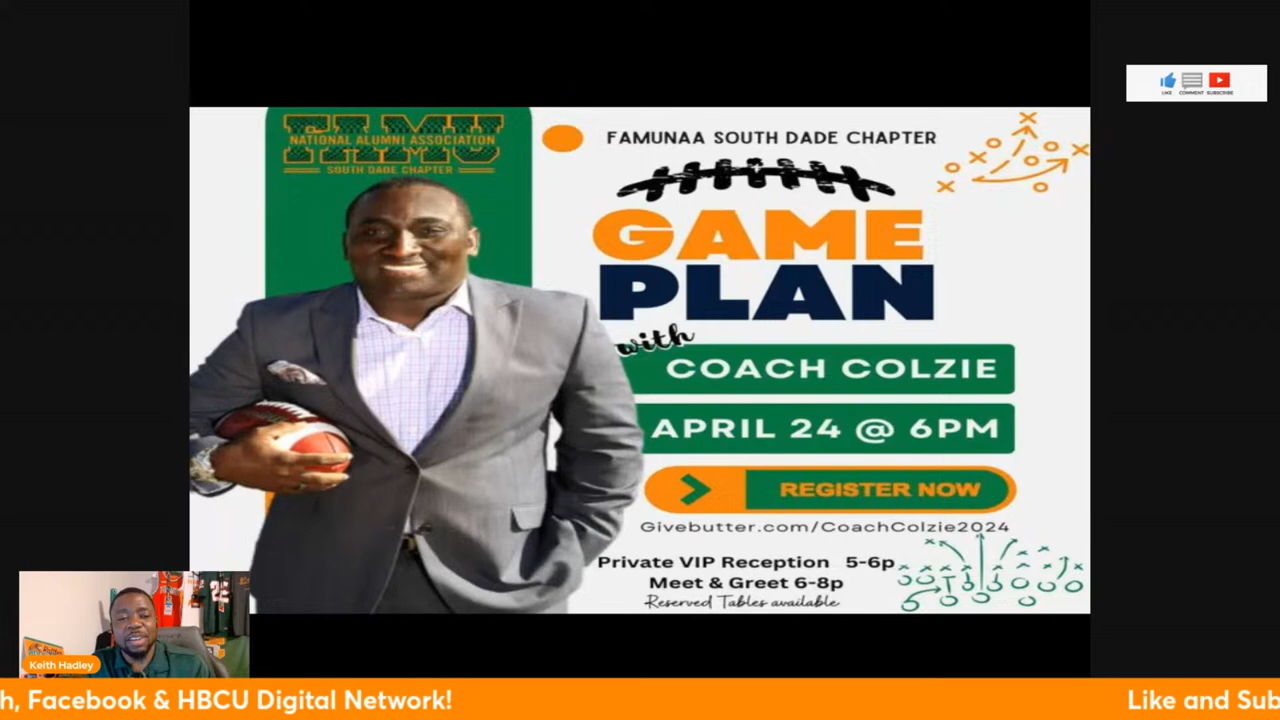 LIKE COMMENT SUBSCRIBE
FAMU
NATIONAL ALUMNI ASSOCIATION
SOUTH DADE CHAPTER
FAMUNAA SOUTH DADE CHAPTER
GAME
PLAN
with
COACH COLZIE
APRIL 24 @ 6PM
REGISTER NOW
Givebutter.com/CoachColzie2024
Private VIP Reception 5-6p
Meet & Greet 6-8p
Reserved Tables available
Keith Hadley
h, Facebook & HBCU Digital Network!
Like and Sub